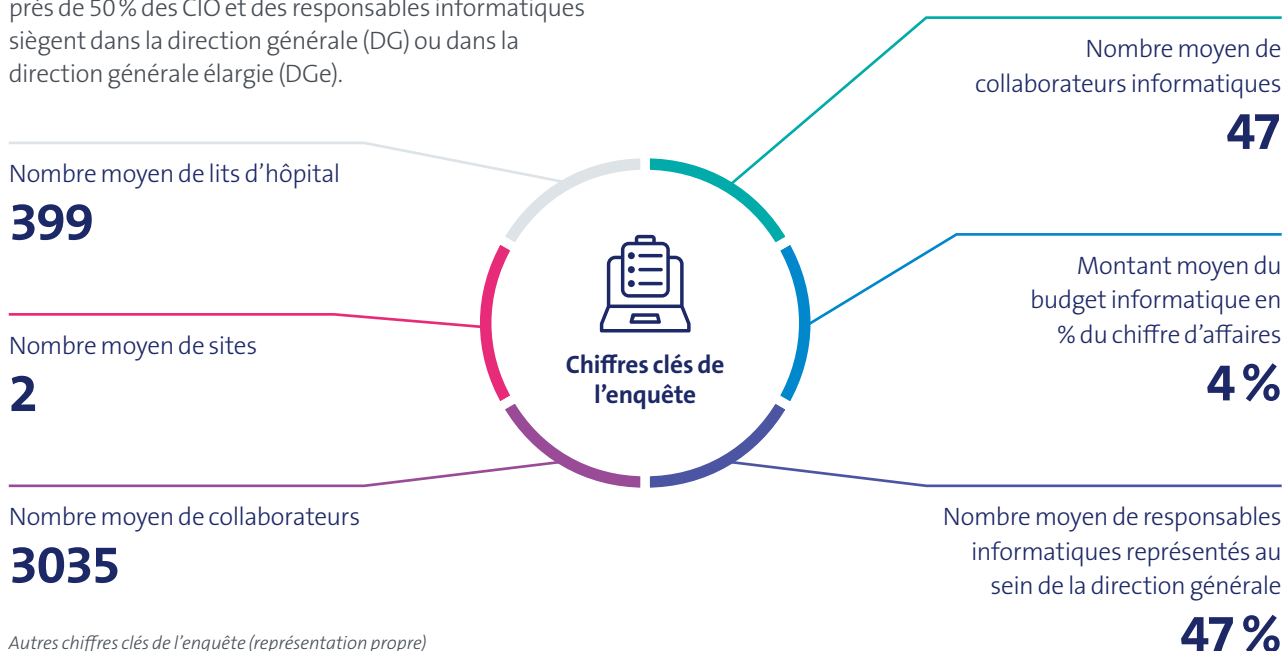 près de 50 % des CIO et des responsables informatiques
siègent dans la direction générale (DG) ou dans la
direction générale élargie (DGe).
Nombre moyen de lits d’hôpital
399
Nombre moyen de sites
2
Nombre moyen de collaborateurs
3035
Chiffres clés de
l’enquête
Nombre moyen de
collaborateurs informatiques
47
Montant moyen du
budget informatique en
% du chiffre d’affaires
4 %
Nombre moyen de responsables
informatiques représentés au
sein de la direction générale
47 %
Autres chiffres clés de l’enquête (représentation propre)